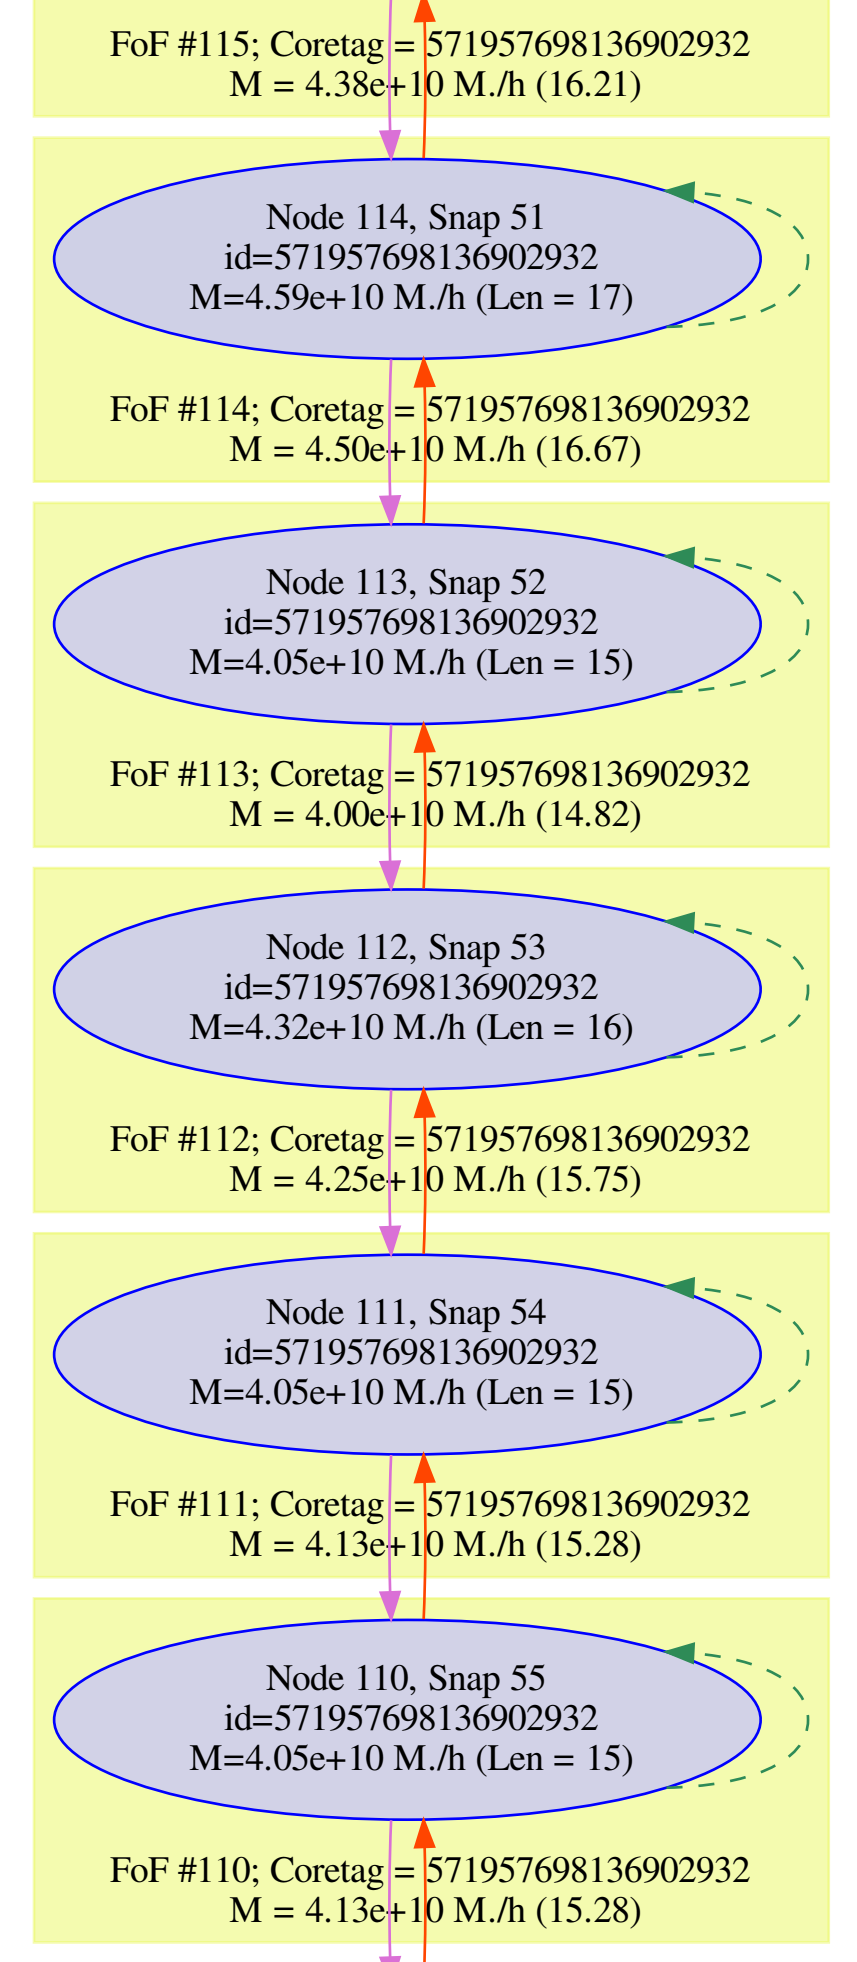 FoF #115; Coretag = 571957698136902932
M = 4.38e+10 M./h (16.21)
Node 114, Snap 51
id=571957698136902932
M=4.59e+10 M./h (Len = 17)
FoF #114; Coretag = 571957698136902932
M = 4.50e+10 M./h (16.67)
Node 113, Snap 52
id=571957698136902932
M=4.05e+10 M./h (Len = 15)
FoF #113; Coretag = 571957698136902932
M = 4.00e+10 M./h (14.82)
Node 112, Snap 53
id=571957698136902932
M=4.32e+10 M./h (Len = 16)
FoF #112; Coretag = 571957698136902932
M = 4.25e+10 M./h (15.75)
Node 111, Snap 54
id=571957698136902932
M=4.05e+10 M./h (Len = 15)
FoF #111; Coretag = 571957698136902932
M = 4.13e+10 M./h (15.28)
Node 110, Snap 55
id=571957698136902932
M=4.05e+10 M./h (Len = 15)
FoF #110; Coretag = 571957698136902932
M = 4.13e+10 M./h (15.28)